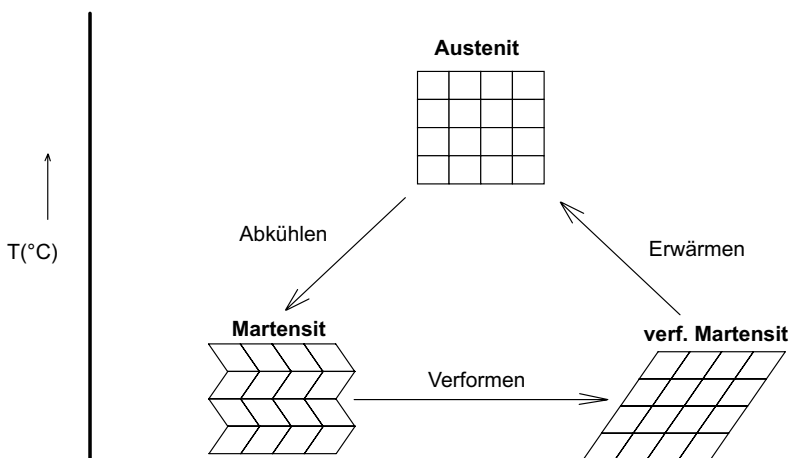 Austenit
Abkühlen
Erwärmen
T(°C)
Martensit
verf. Martensit
Verformen